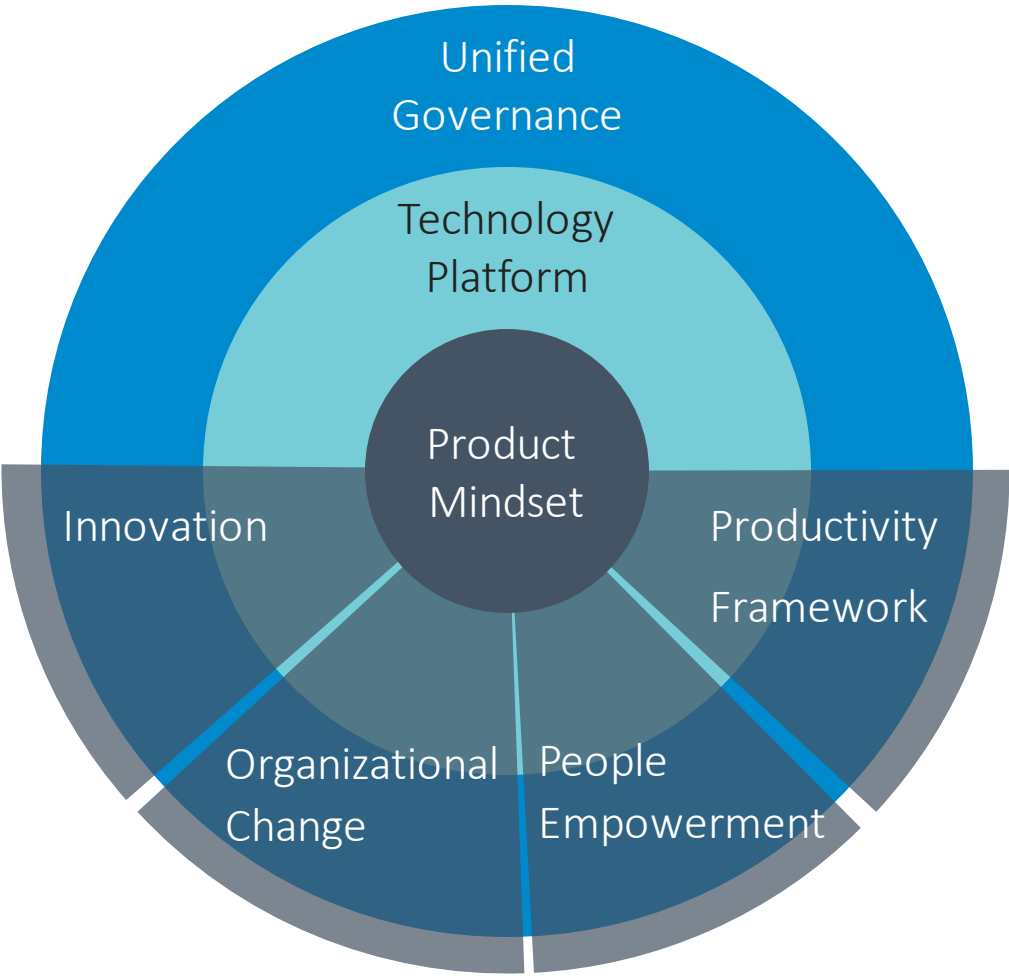 Unified
Governance
Technology
Platform
Product
Mindset
Innovation
Productivity
Framework
Organizational
Change
People
Empowerment